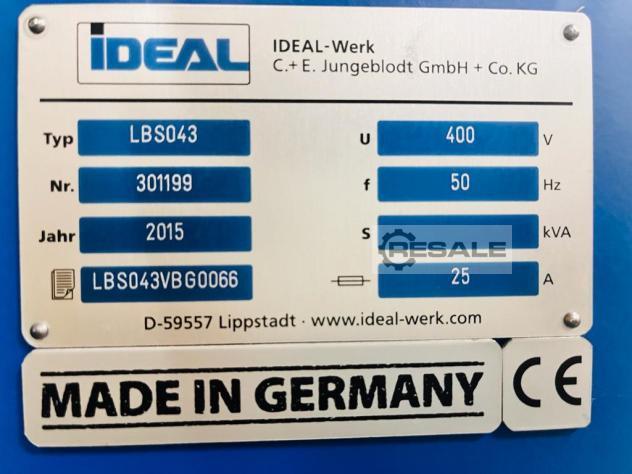 iDEAL
IDEAL-Werk
C.+ E. Jungeblodt GmbH + Co. KG
Typ LBS043
U 400 V
Nr. 301199
f 50 Hz
Jahr 2015
S kVA
RESALE
LBS043VBG0066
25 A
D-59557 Lippstadt · www.ideal-werk.com
MADE IN GERMANY
CE